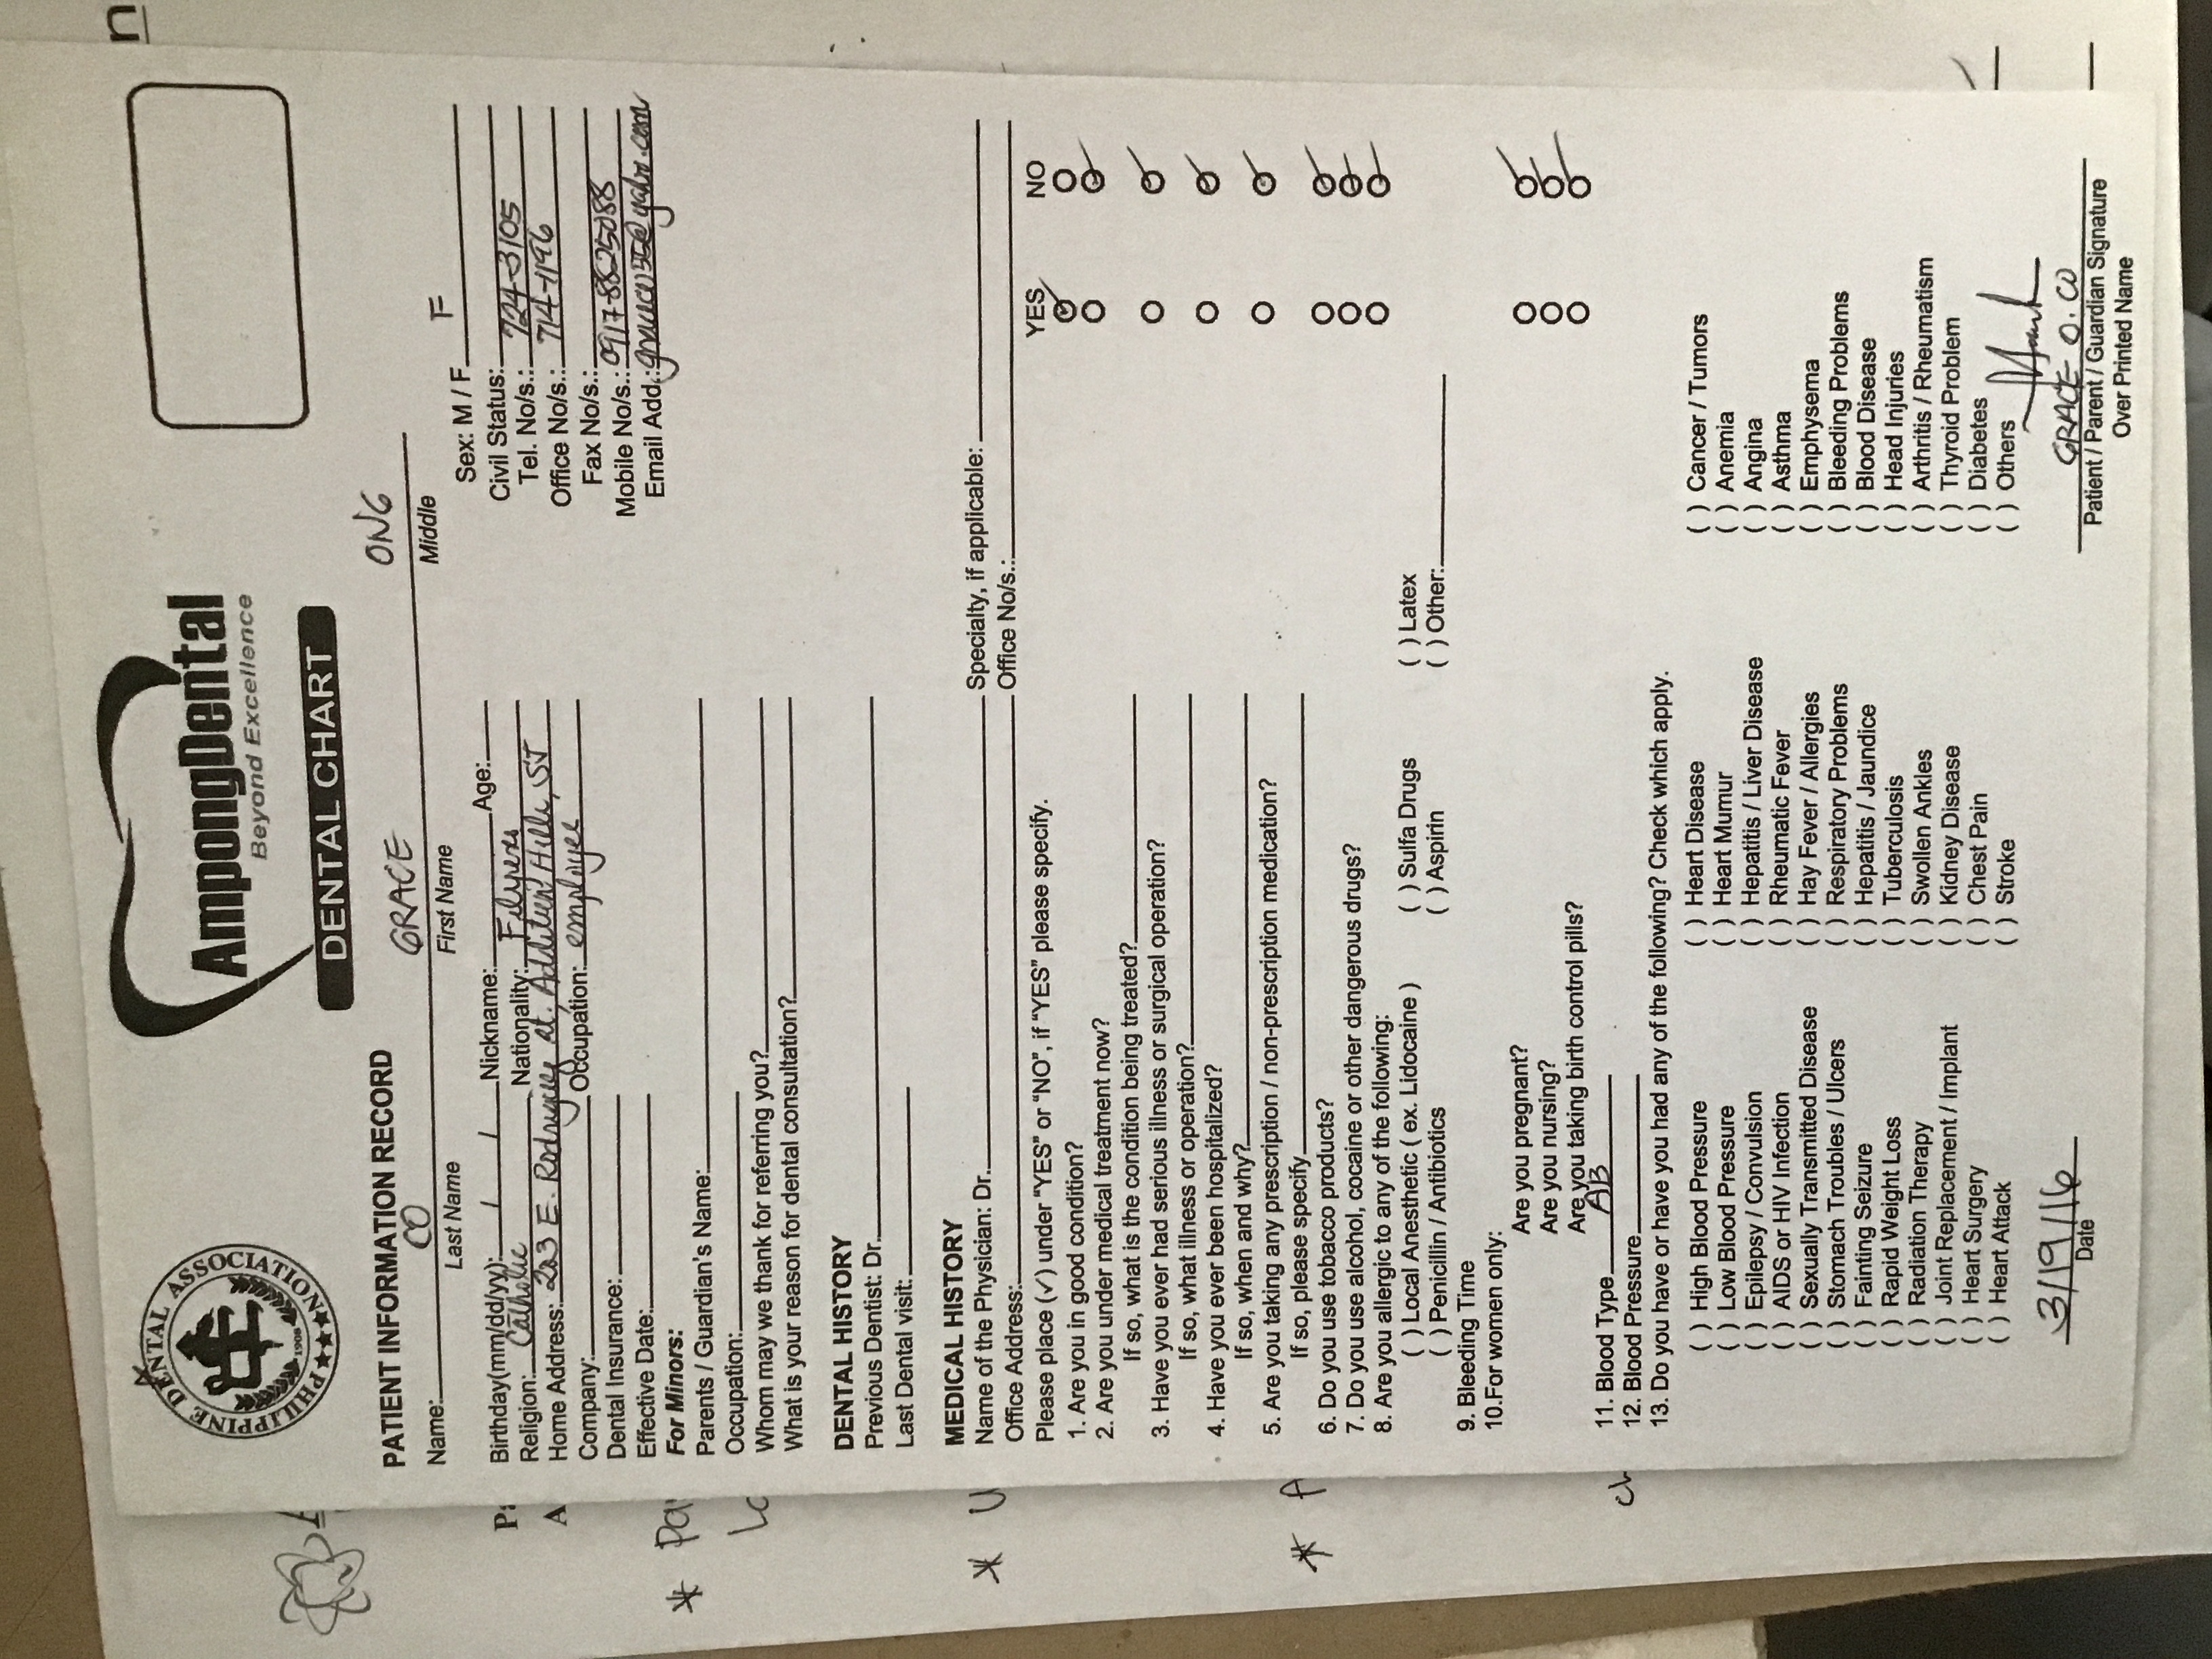 PHILIPPINE DENTAL ASSOCIATION
1908
AmpongDental
Beyond Excellence
DENTAL CHART
PATIENT INFORMATION RECORD
Name: CO GRACE ONG
Last Name First Name Middle
Sex: M / F F
Birthday(mm/dd/yy): / / Nickname: Age:
Civil Status:
Religion: Catholic Nationality: Filipino
Tel. No/s.: 724-3105
Home Address: 203 E. Rodriguez st. Addition Hills, SJ
Office No/s.: 714-1196
Company: Occupation: employee
Fax No/s.:
Dental Insurance:
Mobile No/s.: 0917-8825088
Effective Date:
Email Add.:
For Minors:
Parents / Guardian's Name:
Occupation:
Whom may we thank for referring you?
What is your reason for dental consultation?
DENTAL HISTORY
Previous Dentist: Dr.
Last Dental visit:
MEDICAL HISTORY
Name of the Physician: Dr. Specialty, if applicable:
Office Address: Office No/s.:
Please place (✓) under "YES" or "NO", if "YES" please specify. YES NO
1. Are you in good condition?
2. Are you under medical treatment now?
If so, what is the condition being treated?
3. Have you ever had serious illness or surgical operation?
If so, what illness or operation?
4. Have you ever been hospitalized?
If so, when and why?
5. Are you taking any prescription / non-prescription medication?
If so, please specify
6. Do you use tobacco products?
7. Do you use alcohol, cocaine or other dangerous drugs?
8. Are you allergic to any of the following:
( ) Local Anesthetic ( ex. Lidocaine ) ( ) Sulfa Drugs ( ) Latex
( ) Penicillin / Antibiotics ( ) Aspirin ( ) Other:
9. Bleeding Time
10.For women only:
Are you pregnant?
Are you nursing?
Are you taking birth control pills?
11. Blood Type AB
12. Blood Pressure
13. Do you have or have you had any of the following? Check which apply.
( ) High Blood Pressure ( ) Heart Disease ( ) Cancer / Tumors
( ) Low Blood Pressure ( ) Heart Mumur ( ) Anemia
( ) Epilepsy / Convulsion ( ) Hepatitis / Liver Disease ( ) Angina
( ) AIDS or HIV Infection ( ) Rheumatic Fever ( ) Asthma
( ) Sexually Transmitted Disease ( ) Hay Fever / Allergies ( ) Emphysema
( ) Stomach Troubles / Ulcers ( ) Respiratory Problems ( ) Bleeding Problems
( ) Fainting Seizure ( ) Hepatitis / Jaundice ( ) Blood Disease
( ) Rapid Weight Loss ( ) Tuberculosis ( ) Head Injuries
( ) Radiation Therapy ( ) Swollen Ankles ( ) Arthritis / Rheumatism
( ) Joint Replacement / Implant ( ) Kidney Disease ( ) Thyroid Problem
( ) Heart Surgery ( ) Chest Pain ( ) Diabetes
( ) Heart Attack ( ) Stroke ( ) Others
3/19/16 GRACE O. CO
Date Patient / Parent / Guardian Signature
Over Printed Name